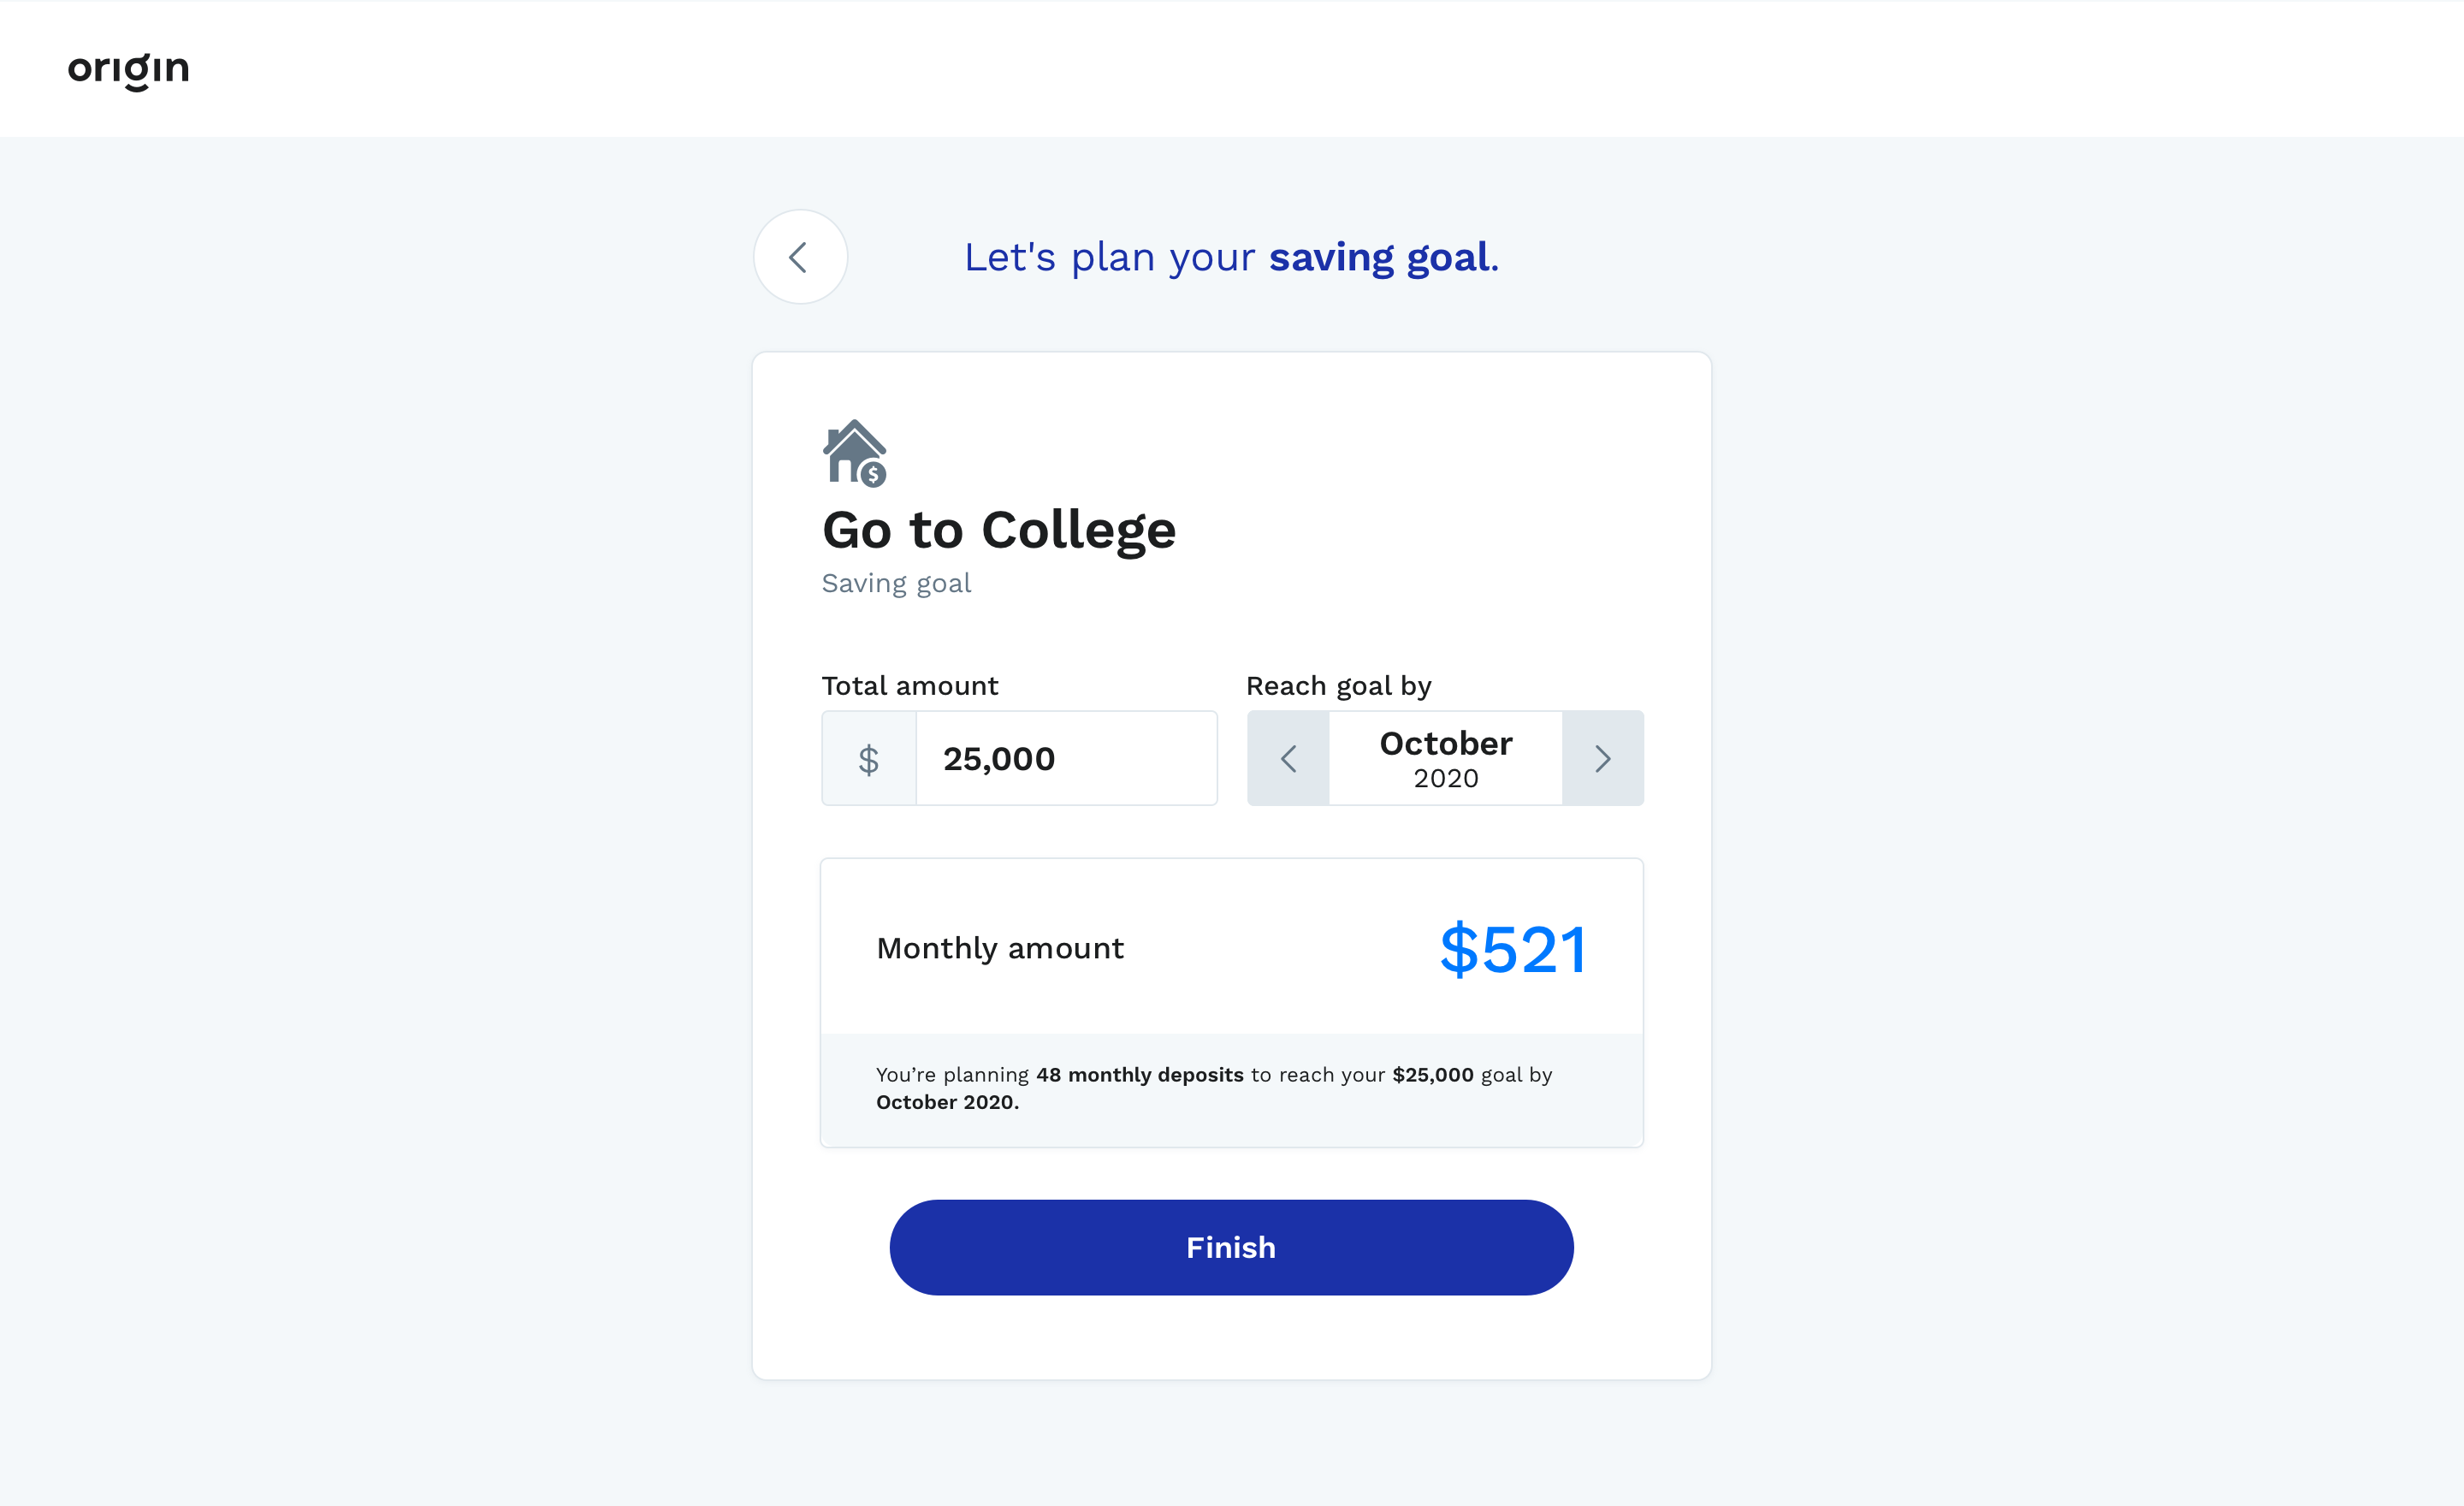 origin
Let's plan your saving goal.
$
Go to College
Saving goal
Total amount
Reach goal by
$
25,000
October
2020
Monthly amount
$521
You’re planning 48 monthly deposits to reach your $25,000 goal by
October 2020.
Finish